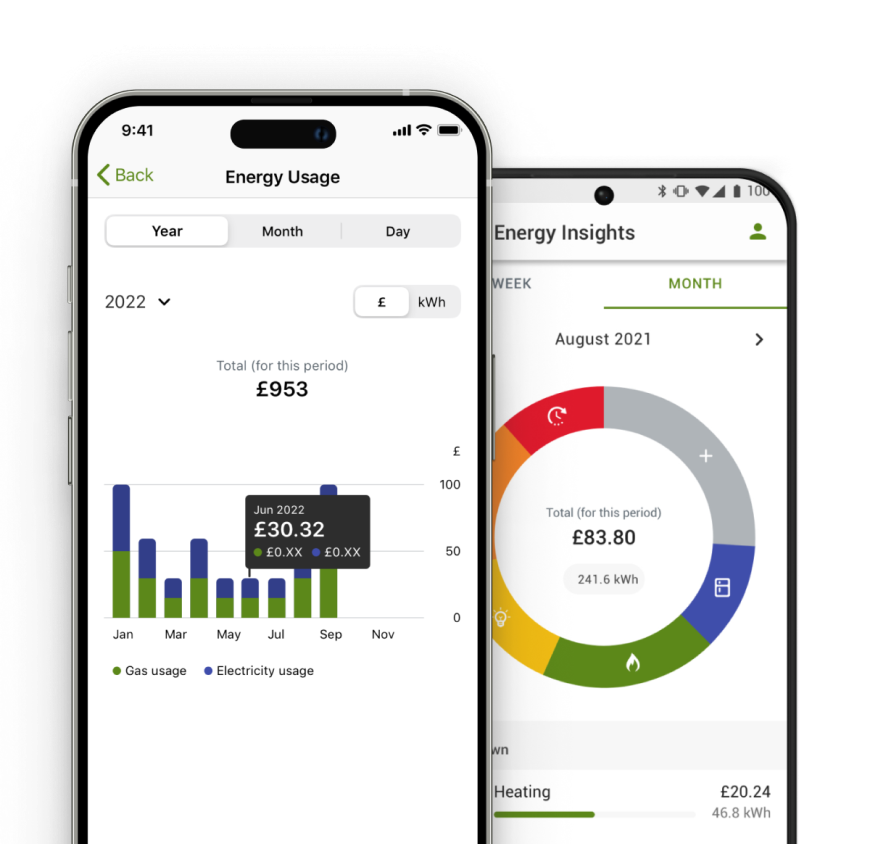 9:41
Back
Energy Usage
Year Month Day
2022
£ kWh
Total (for this period)
£953
£
100
50
0
Jun 2022
£30.32
£0.XX £0.XX
Jan Mar May Jul Sep Nov
Gas usage Electricity usage
100
Energy Insights
WEEK MONTH
August 2021
Total (for this period)
£83.80
241.6 kWh
wn
Heating £20.24
46.8 kWh